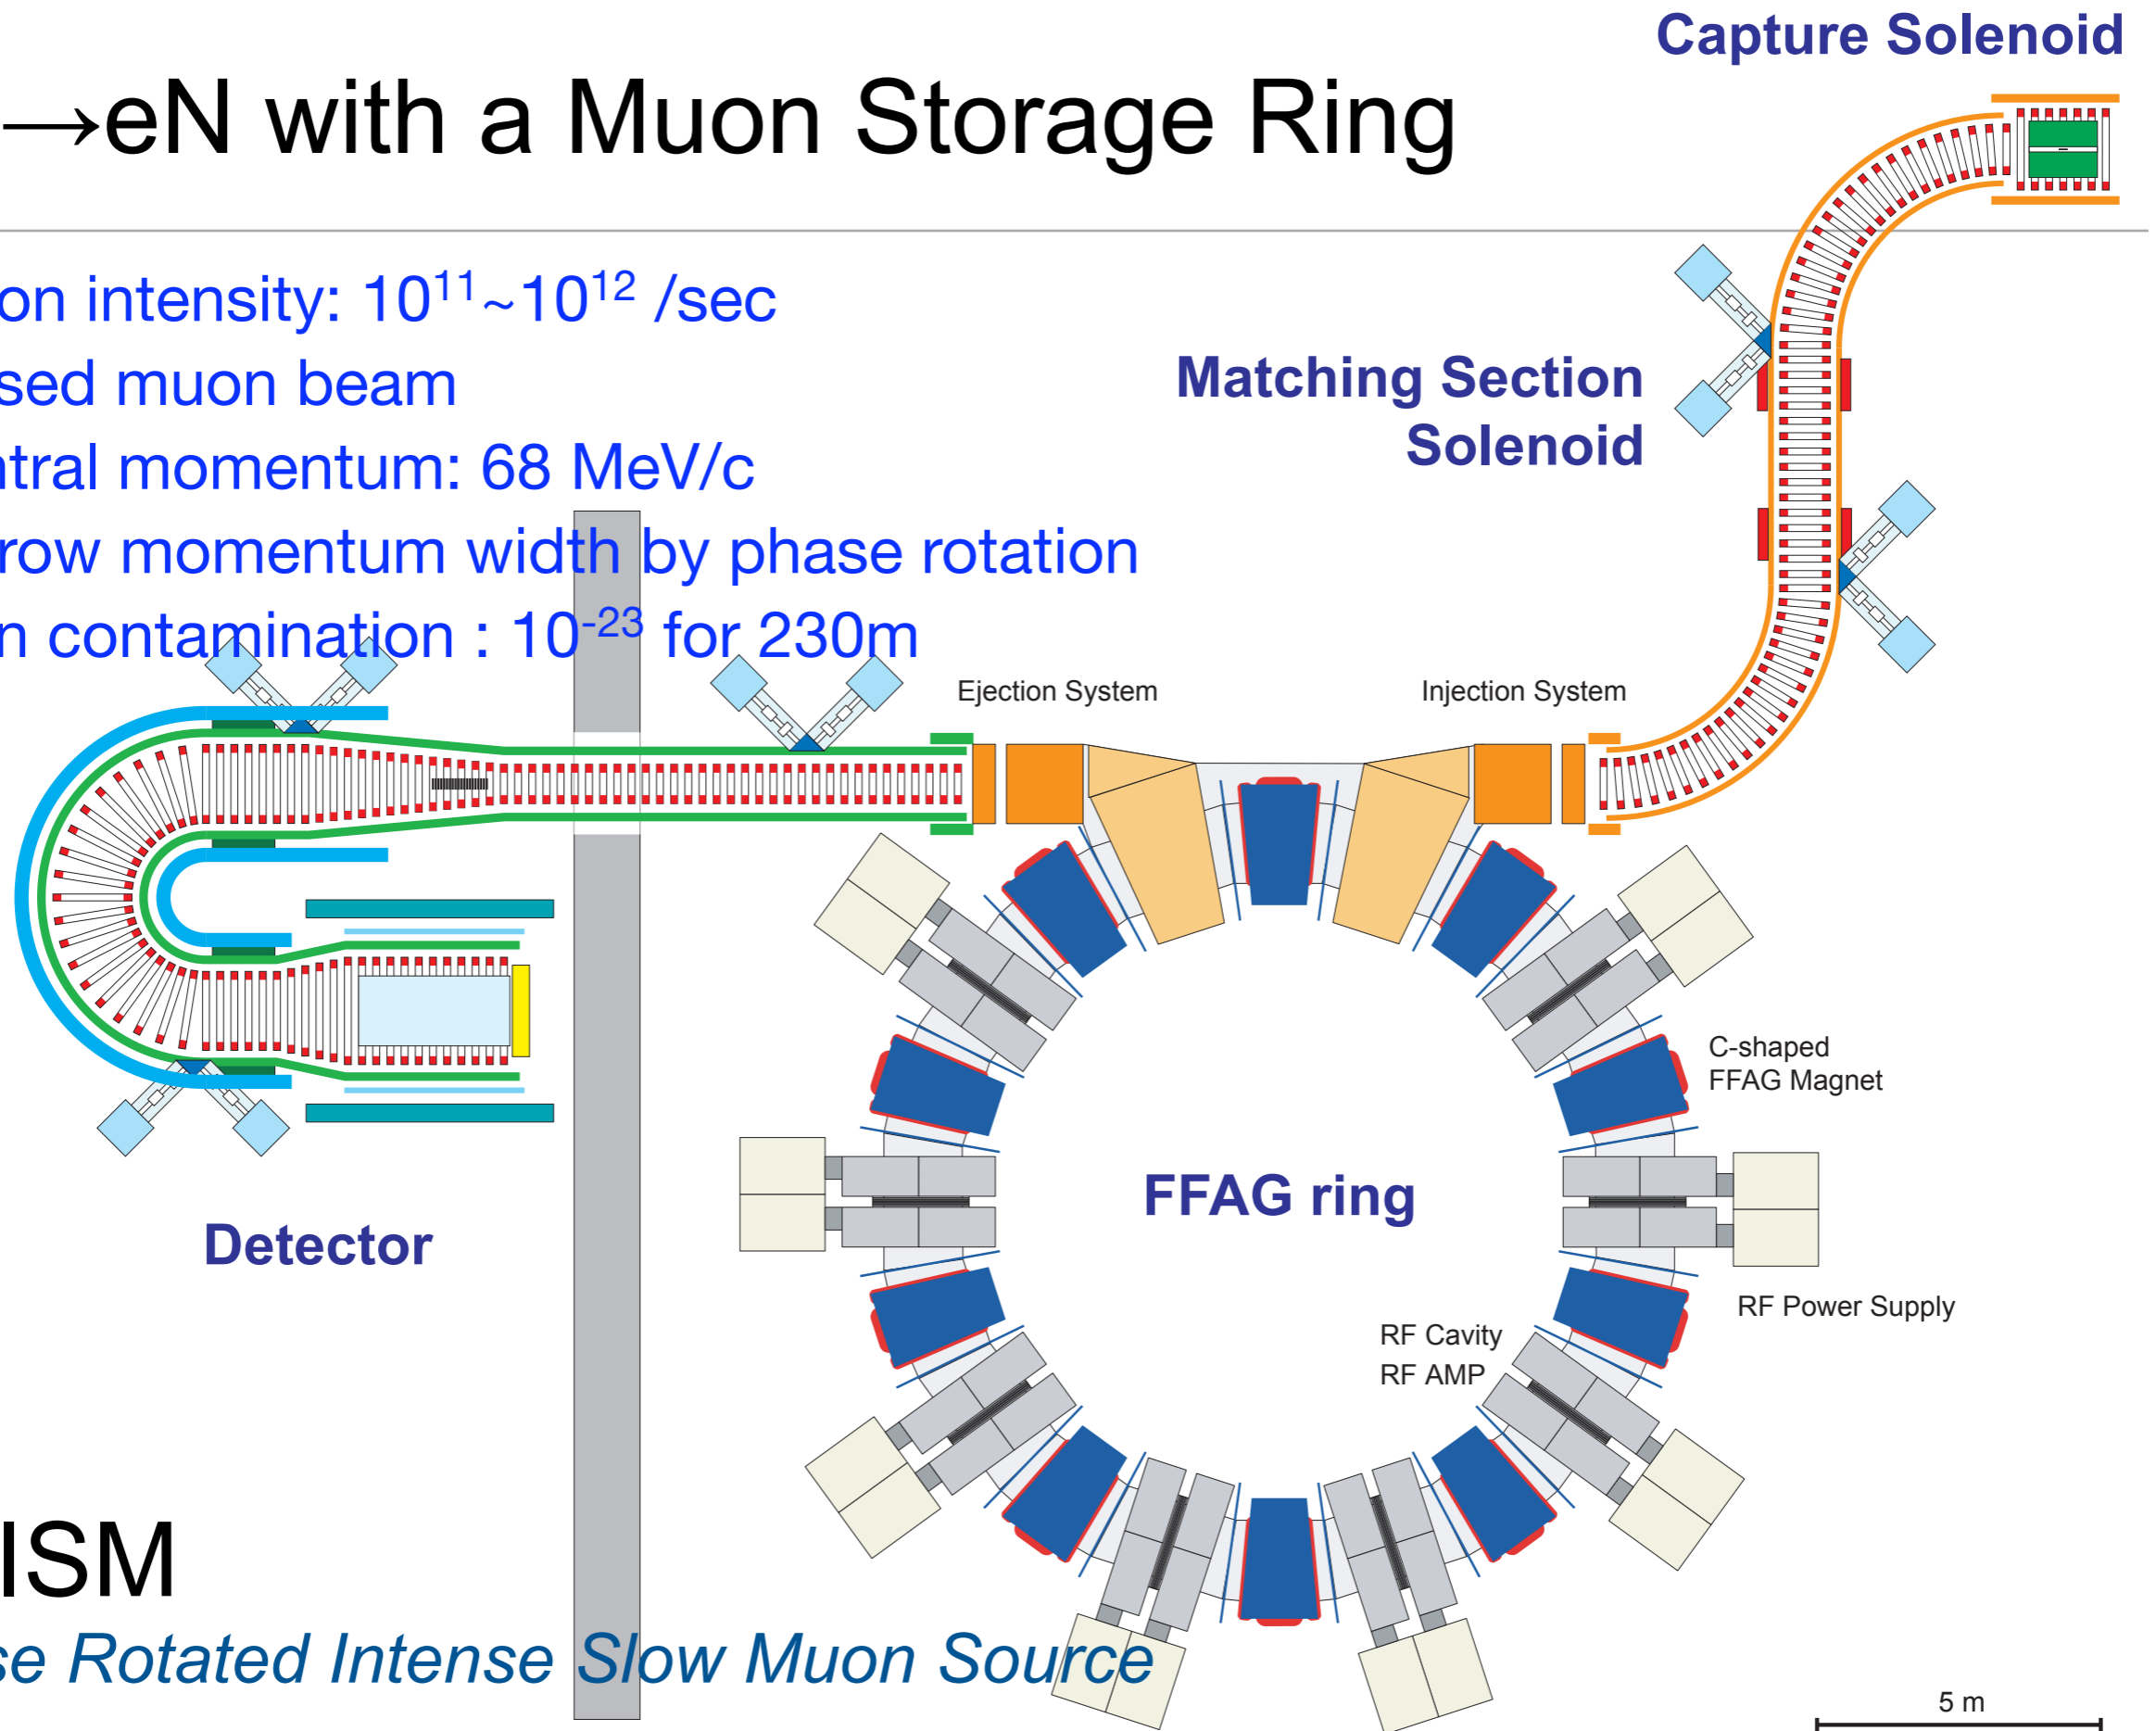 Capture Solenoid
→eN with a Muon Storage Ring
on intensity: 10¹¹~10¹² /sec
sed muon beam
ntral momentum: 68 MeV/c
row momentum width by phase rotation
n contamination : 10⁻²³ for 230m
Matching Section
Solenoid
Ejection System
Injection System
C-shaped
FFAG Magnet
FFAG ring
Detector
RF Power Supply
RF Cavity
RF AMP
ISM
se Rotated Intense Slow Muon Source
5 m